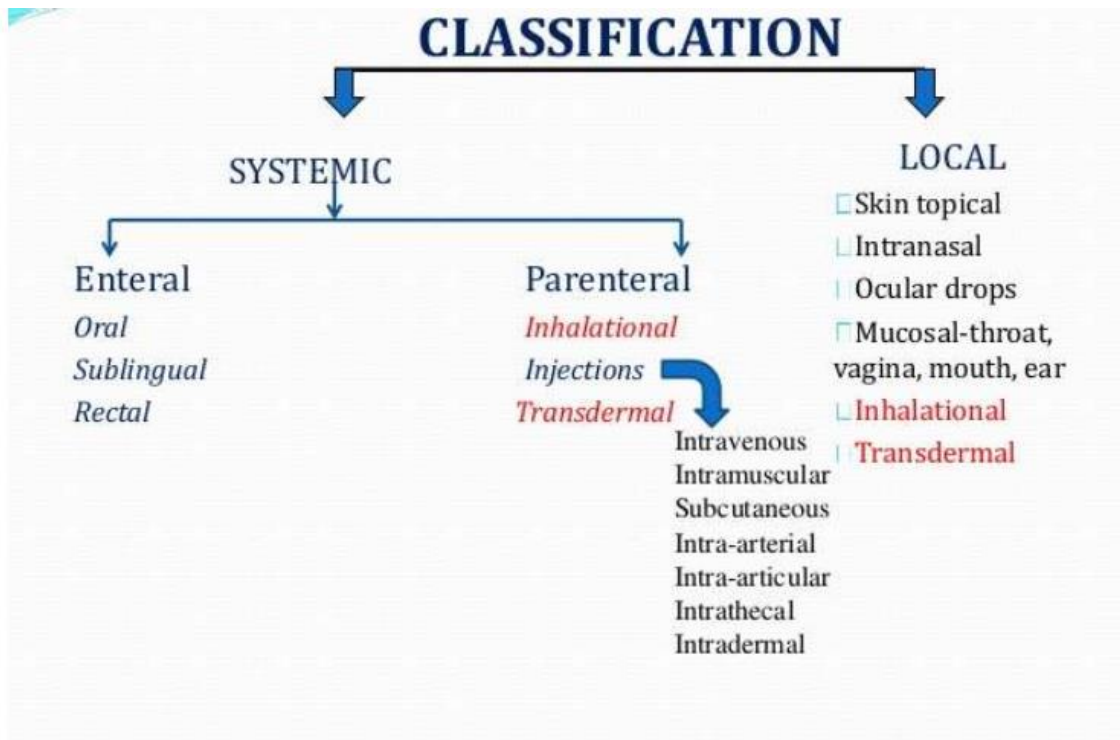 CLASSIFICATION
SYSTEMIC
Enteral
Oral
Sublingual
Rectal
Parenteral
Inhalational
Injections
Transdermal
Intravenous
Intramuscular
Subcutaneous
Intra-arterial
Intra-articular
Intrathecal
Intradermal
LOCAL
Skin topical
Intranasal
Ocular drops
Mucosal-throat,
vagina, mouth, ear
Inhalational
Transdermal